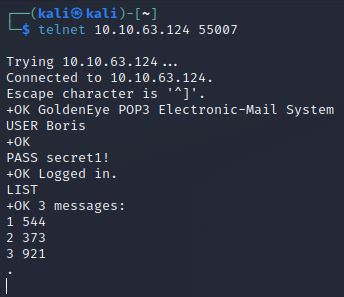 ┌──(kali㉿kali)-[~]
└─$ telnet 10.10.63.124 55007
Trying 10.10.63.124...
Connected to 10.10.63.124.
Escape character is '^]'.
+OK GoldenEye POP3 Electronic-Mail System
USER Boris
+OK
PASS secret1!
+OK Logged in.
LIST
+OK 3 messages:
1 544
2 373
3 921
.